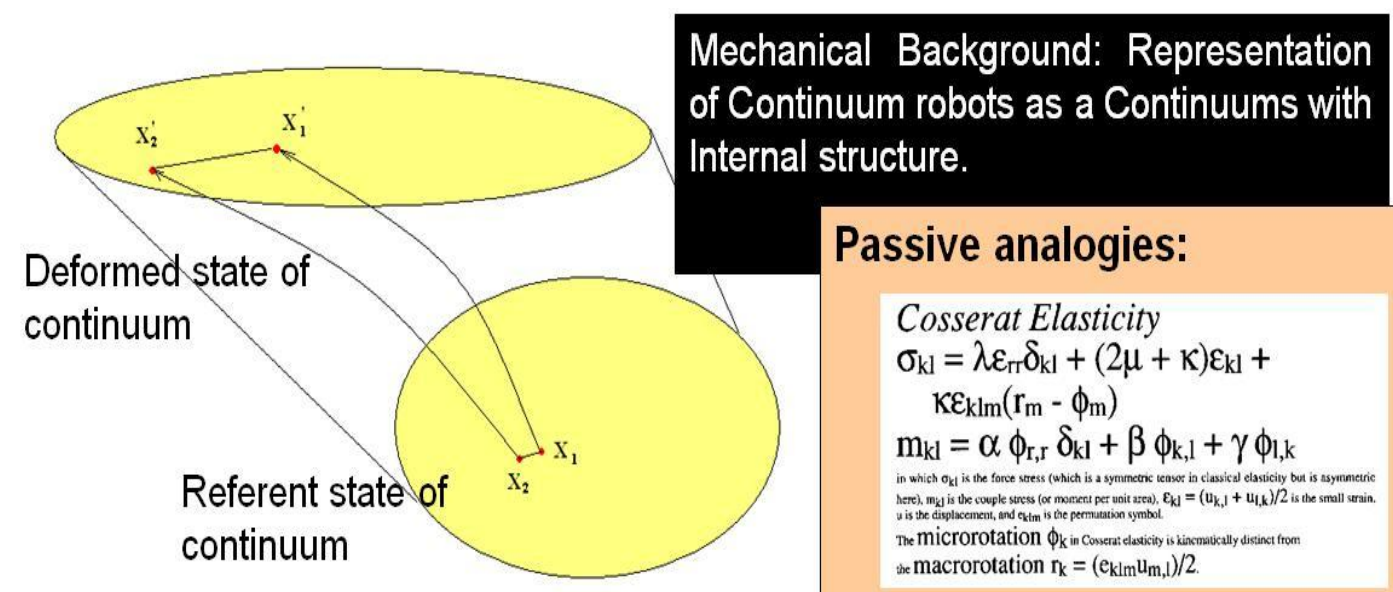 Mechanical Background: Representation
of Continuum robots as a Continuums with
Internal structure.
X'₂
X'₁
Deformed state of
continuum
X₁
X₂
Referent state of
continuum
Passive analogies:
Cosserat Elasticity
σkl = λεrrδkl + (2μ + κ)εkl +
κεklm(rm - ϕm)
mkl = α ϕr,r δkl + β ϕk,l + γ ϕl,k
in which σkl is the force stress (which is a symmetric tensor in classical elasticity but is asymmetric
here), mkl is the couple stress (or moment per unit area), εkl = (uk,l + ul,k)/2 is the small strain,
u is the displacement, and eklm is the permutation symbol.
The microrotation ϕk in Cosserat elasticity is kinematically distinct from
the macrorotation rk = (eklmum,l)/2.